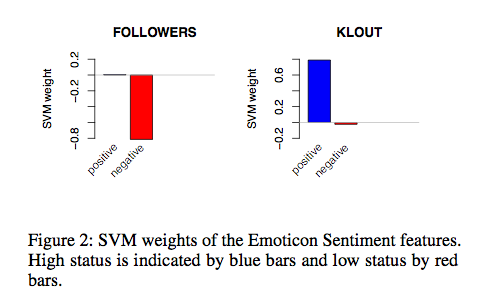 FOLLOWERS
KLOUT
SVM weight
0.2
−0.2
−0.8
positive
negative
SVM weight
0.6
0.2
−0.2
positive
negative
Figure 2: SVM weights of the Emoticon Sentiment features.
High status is indicated by blue bars and low status by red
bars.